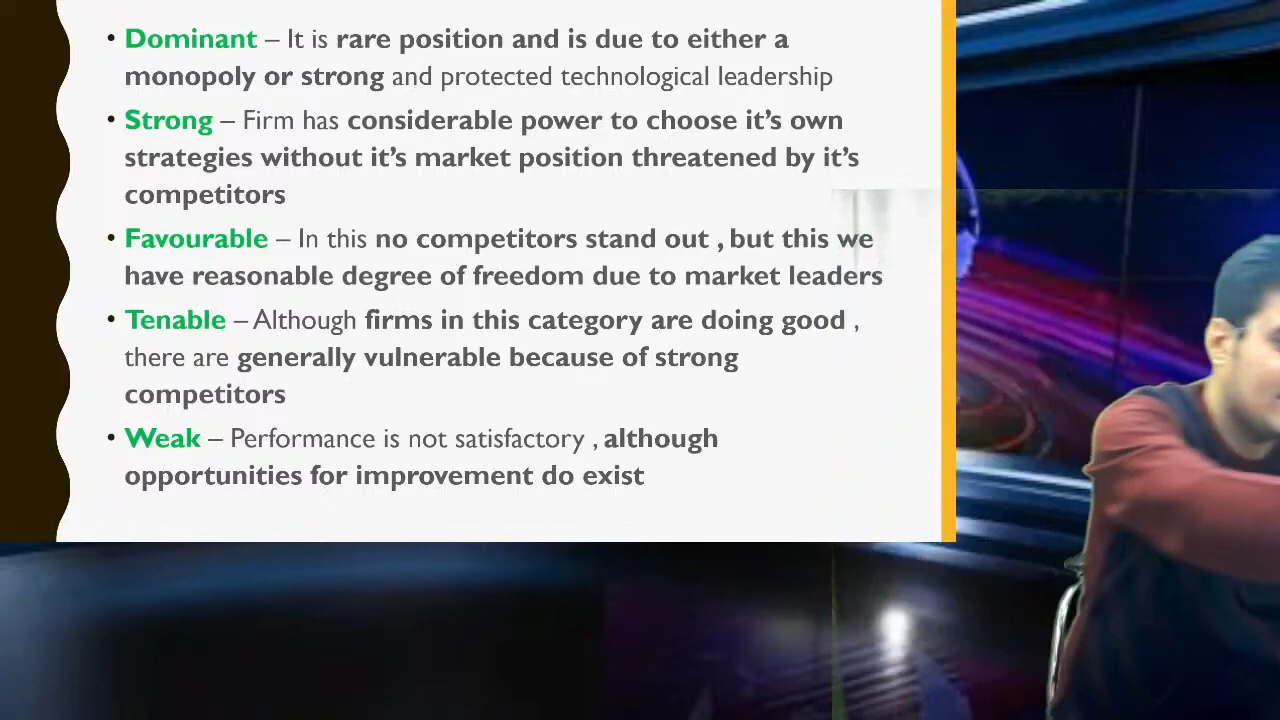 • Dominant – It is rare position and is due to either a
monopoly or strong and protected technological leadership
• Strong – Firm has considerable power to choose it’s own
strategies without it’s market position threatened by it’s
competitors
• Favourable – In this no competitors stand out , but this we
have reasonable degree of freedom due to market leaders
• Tenable – Although firms in this category are doing good ,
there are generally vulnerable because of strong
competitors
• Weak – Performance is not satisfactory , although
opportunities for improvement do exist